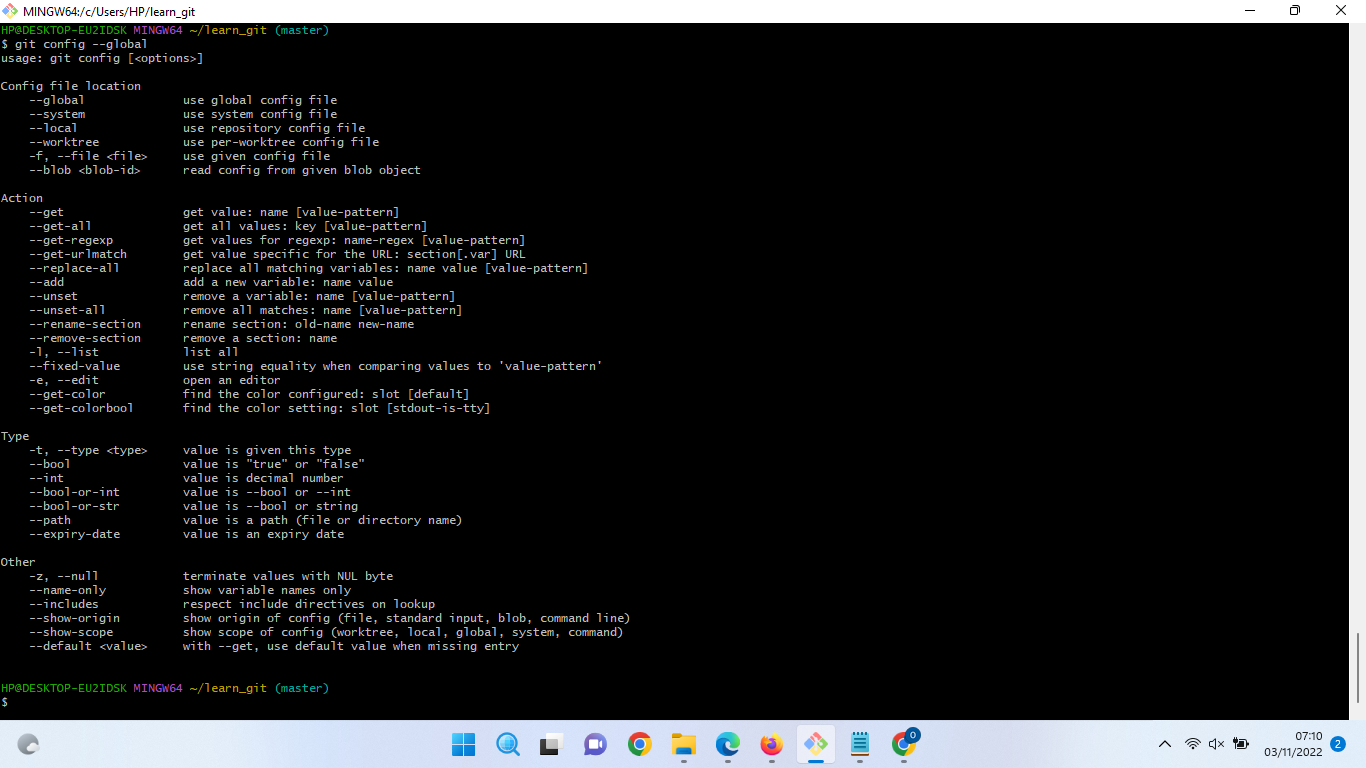 MINGW64:/c/Users/HP/learn_git
HP@DESKTOP-EU2IDSK MINGW64 ~/learn_git (master)
$ git config --global
usage: git config [<options>]
Config file location
--global use global config file
--system use system config file
--local use repository config file
--worktree use per-worktree config file
-f, --file <file> use given config file
--blob <blob-id> read config from given blob object
Action
--get get value: name [value-pattern]
--get-all get all values: key [value-pattern]
--get-regexp get values for regexp: name-regex [value-pattern]
--get-urlmatch get value specific for the URL: section[.var] URL
--replace-all replace all matching variables: name value [value-pattern]
--add add a new variable: name value
--unset remove a variable: name [value-pattern]
--unset-all remove all matches: name [value-pattern]
--rename-section rename section: old-name new-name
--remove-section remove a section: name
-l, --list list all
--fixed-value use string equality when comparing values to 'value-pattern'
-e, --edit open an editor
--get-color find the color configured: slot [default]
--get-colorbool find the color setting: slot [stdout-is-tty]
Type
-t, --type <type> value is given this type
--bool value is "true" or "false"
--int value is decimal number
--bool-or-int value is --bool or --int
--bool-or-str value is --bool or string
--path value is a path (file or directory name)
--expiry-date value is an expiry date
Other
-z, --null terminate values with NUL byte
--name-only show variable names only
--includes respect include directives on lookup
--show-origin show origin of config (file, standard input, blob, command line)
--show-scope show scope of config (worktree, local, global, system, command)
--default <value> with --get, use default value when missing entry
HP@DESKTOP-EU2IDSK MINGW64 ~/learn_git (master)
$
0
07:10
03/11/2022
2